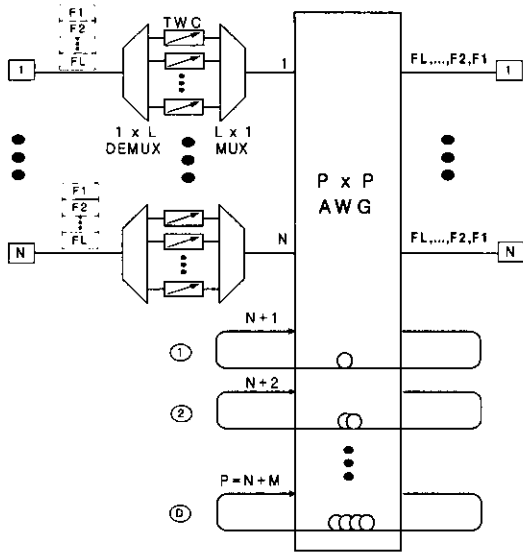 F1
F2
FL
TWC
1
1
FL,...,F2,F1
1
1 x L
DEMUX
L x 1
MUX
P x P
AWG
F1
F2
FL
N
N
FL,...,F2,F1
N
N+1
1
N+2
2
P=N+M
D